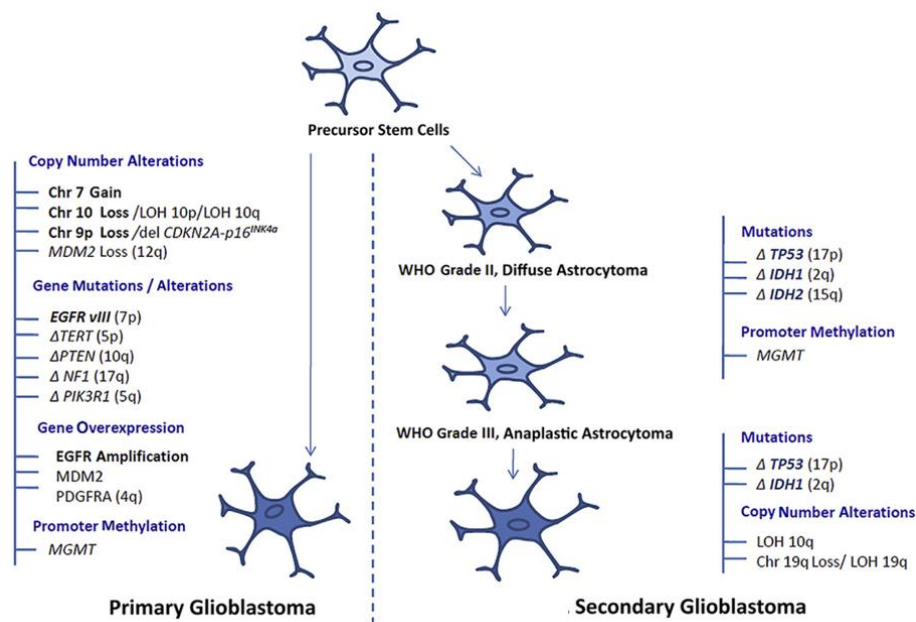 Precursor Stem Cells
Copy Number Alterations
Chr 7 Gain
Chr 10 Loss /LOH 10p/LOH 10q
Chr 9p Loss /del CDKN2A-p16INK4a
MDM2 Loss (12q)
Gene Mutations / Alterations
EGFR vIII (7p)
ΔTERT (5p)
ΔPTEN (10q)
Δ NF1 (17q)
Δ PIK3R1 (5q)
Gene Overexpression
EGFR Amplification
MDM2
PDGFRA (4q)
Promoter Methylation
MGMT
Primary Glioblastoma
WHO Grade II, Diffuse Astrocytoma
WHO Grade III, Anaplastic Astrocytoma
. Secondary Glioblastoma
Mutations
Δ TP53 (17p)
Δ IDH1 (2q)
Δ IDH2 (15q)
Promoter Methylation
MGMT
Mutations
Δ TP53 (17p)
Δ IDH1 (2q)
Copy Number Alterations
LOH 10q
Chr 19q Loss/ LOH 19q